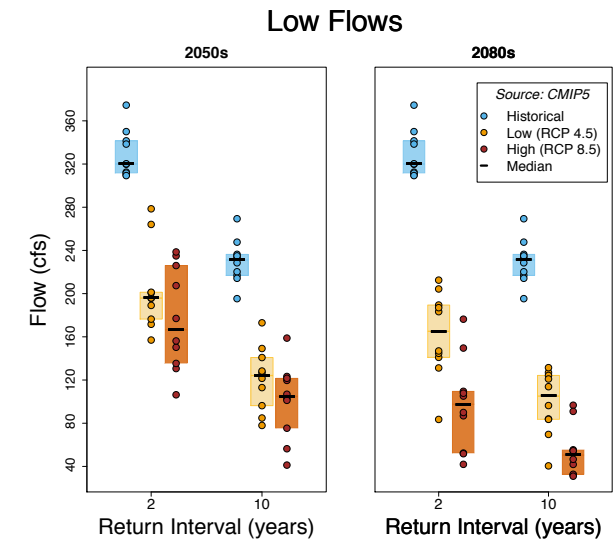 Low Flows
2050s
2080s
Source: CMIP5
Historical
Low (RCP 4.5)
High (RCP 8.5)
Median
Flow (cfs)
360
320
280
240
200
160
120
80
40
2
10
2
10
Return Interval (years)
Return Interval (years)